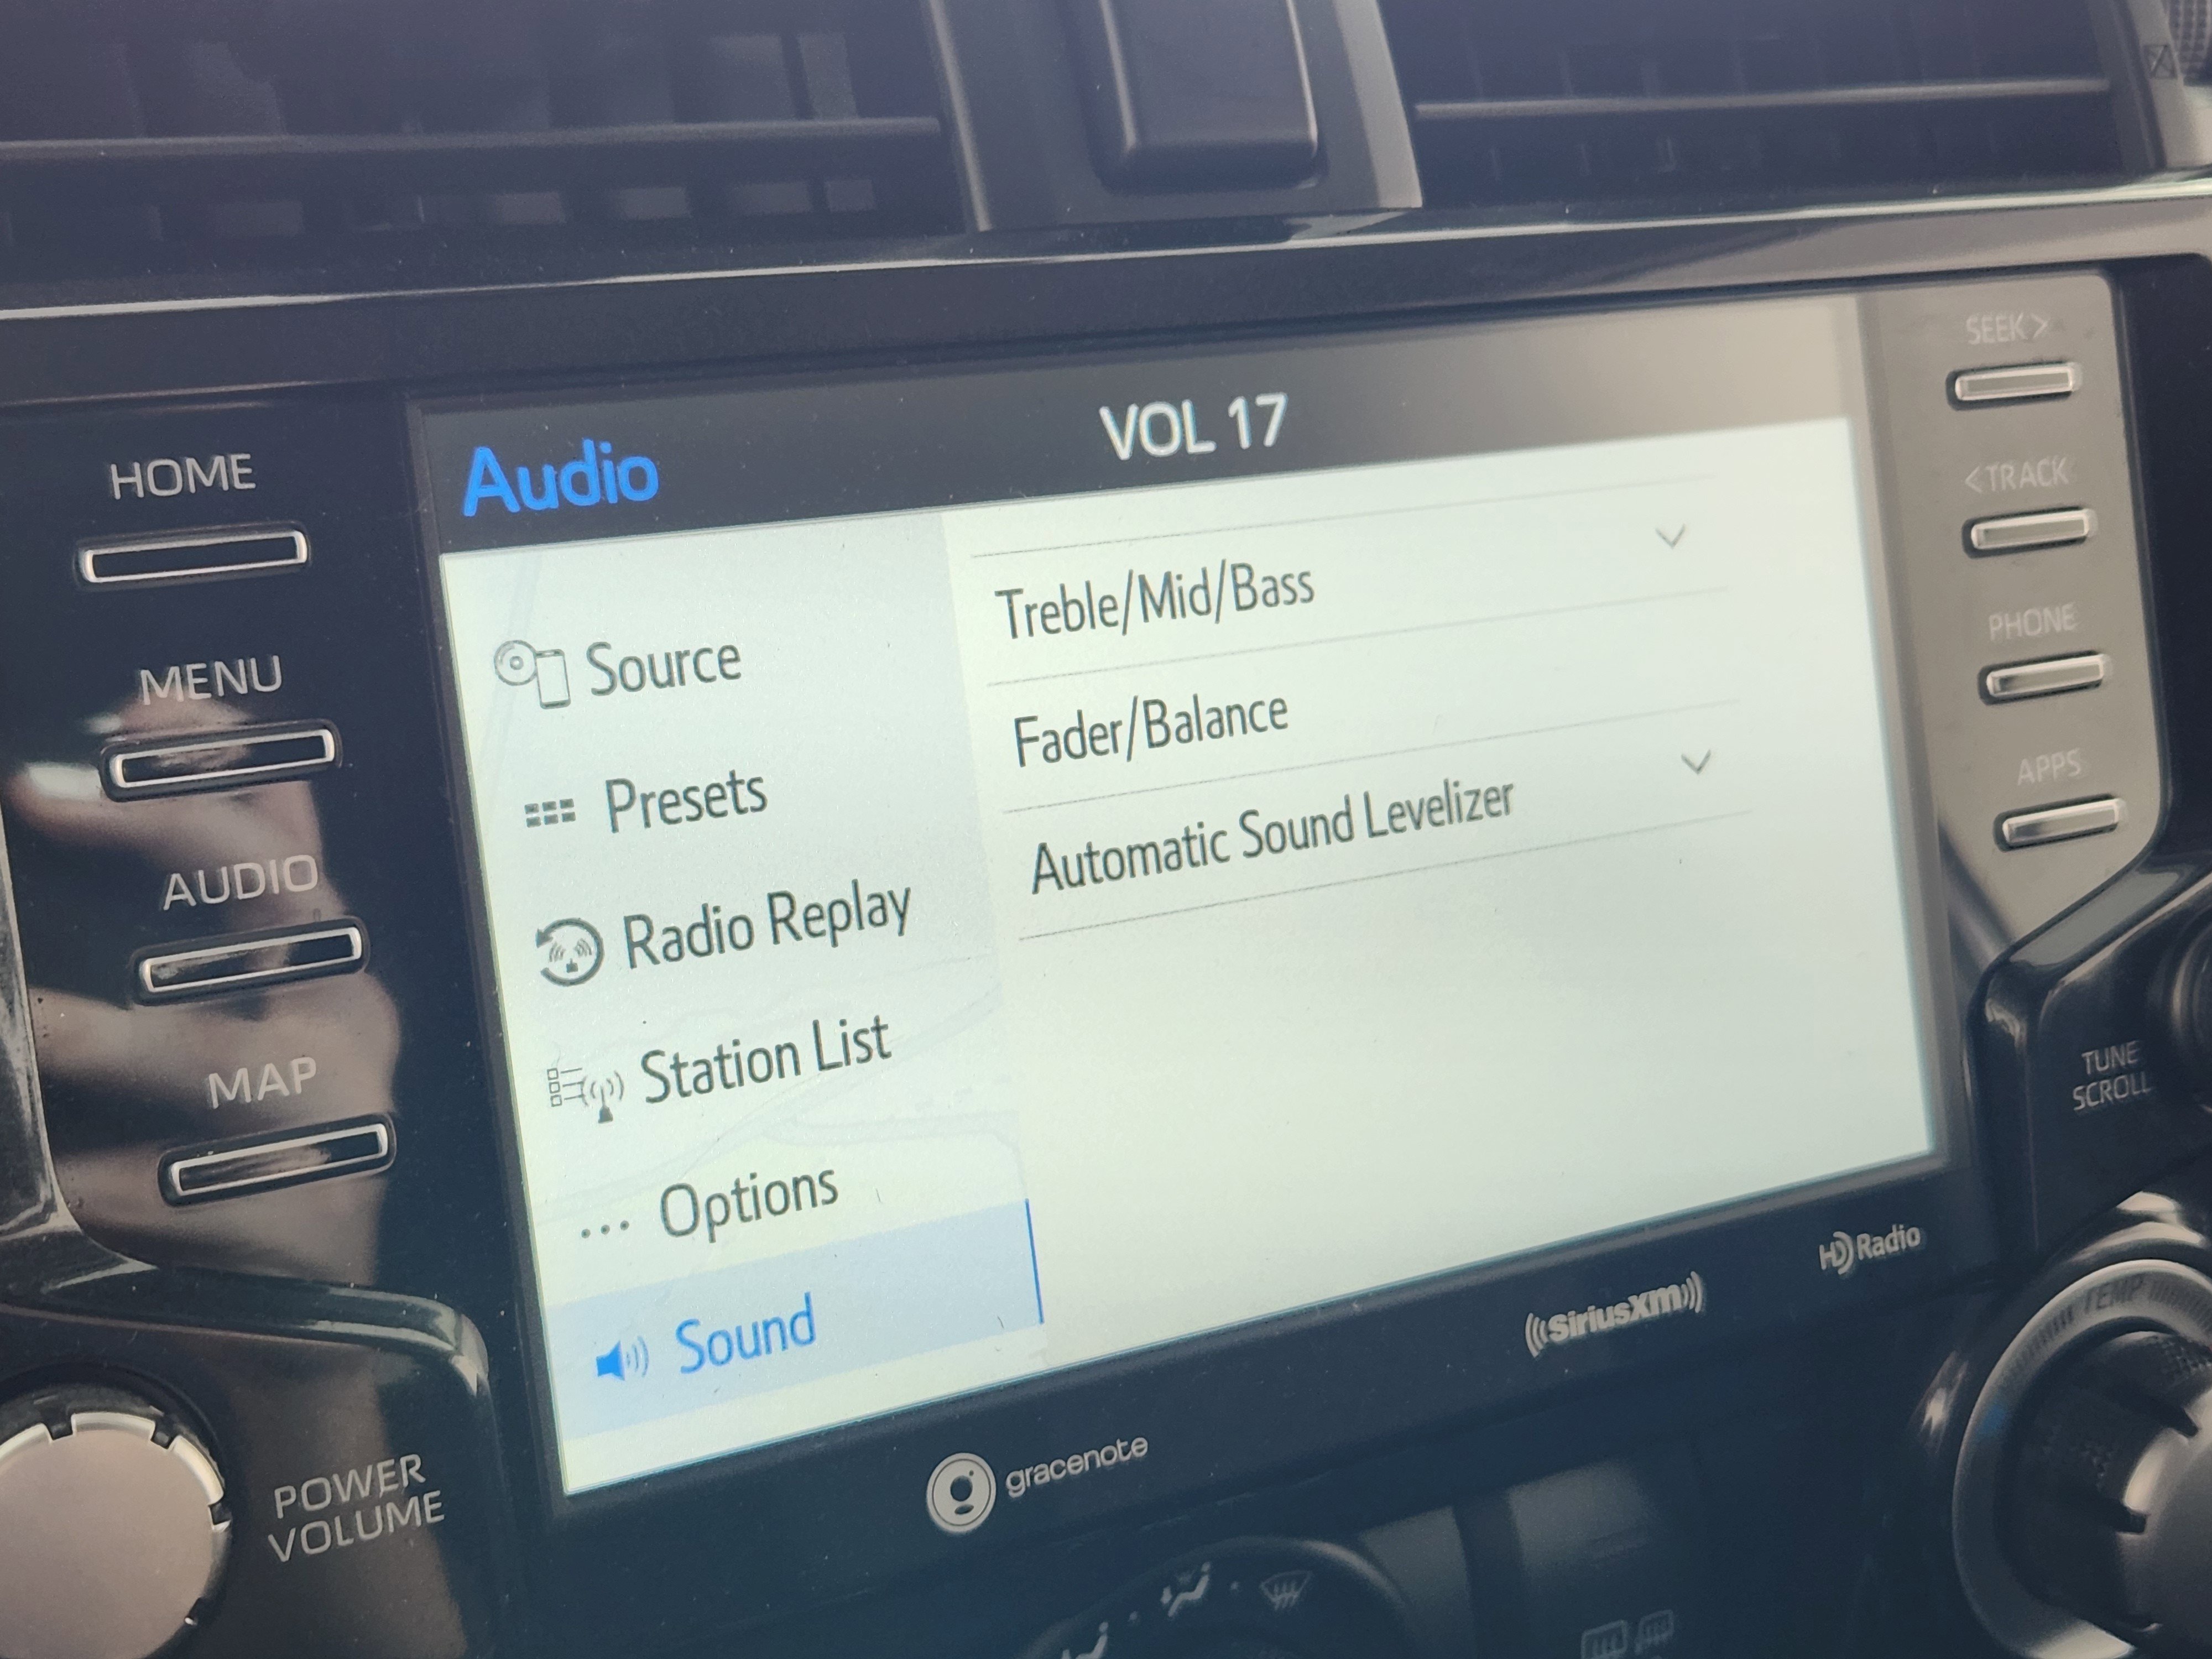 HOME
MENU
AUDIO
MAP
POWER
VOLUME
Audio
VOL 17
Source
Presets
Radio Replay
Station List
Options
Sound
Treble/Mid/Bass
Fader/Balance
Automatic Sound Levelizer
gracenote
SiriusXM
HD Radio
SEEK >
< TRACK
PHONE
APPS
TUNE
SCROLL
TEMP